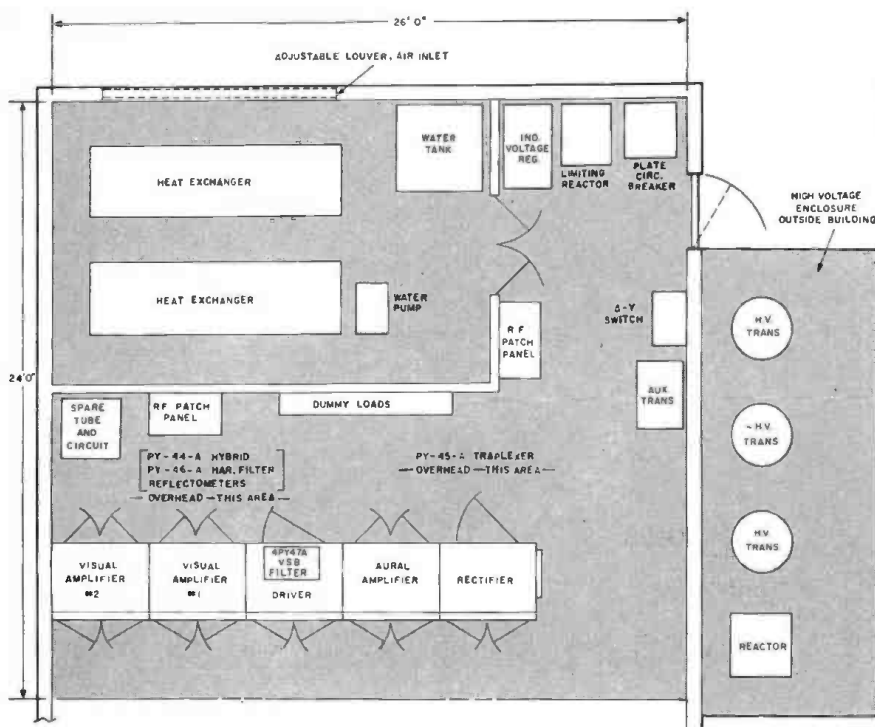 26'0"
ADJUSTABLE LOUVER, AIR INLET
WATER
TANK
IND.
VOLTAGE
REG.
LIMITING
REACTOR
PLATE
CIRC.
BREAKER
HEAT EXCHANGER
HIGH VOLTAGE
ENCLOSURE
OUTSIDE BUILDING
HEAT EXCHANGER
WATER
PUMP
Δ-Y
SWITCH
H.V.
TRANS
RF
PATCH
PANEL
24'0"
AUX
TRANS
SPARE
TUBE
AND
CIRCUIT
RF PATCH
PANEL
DUMMY LOADS
H.V.
TRANS
PY-44-A HYBRID
PY-46-A HAR. FILTER
REFLECTOMETERS
OVERHEAD THIS AREA
PY-45-A TRAPLEXER
OVERHEAD THIS AREA
H.V.
TRANS
VISUAL
AMPLIFIER
#2
VISUAL
AMPLIFIER
#1
4PY47A
VSB
FILTER
DRIVER
AURAL
AMPLIFIER
RECTIFIER
REACTOR